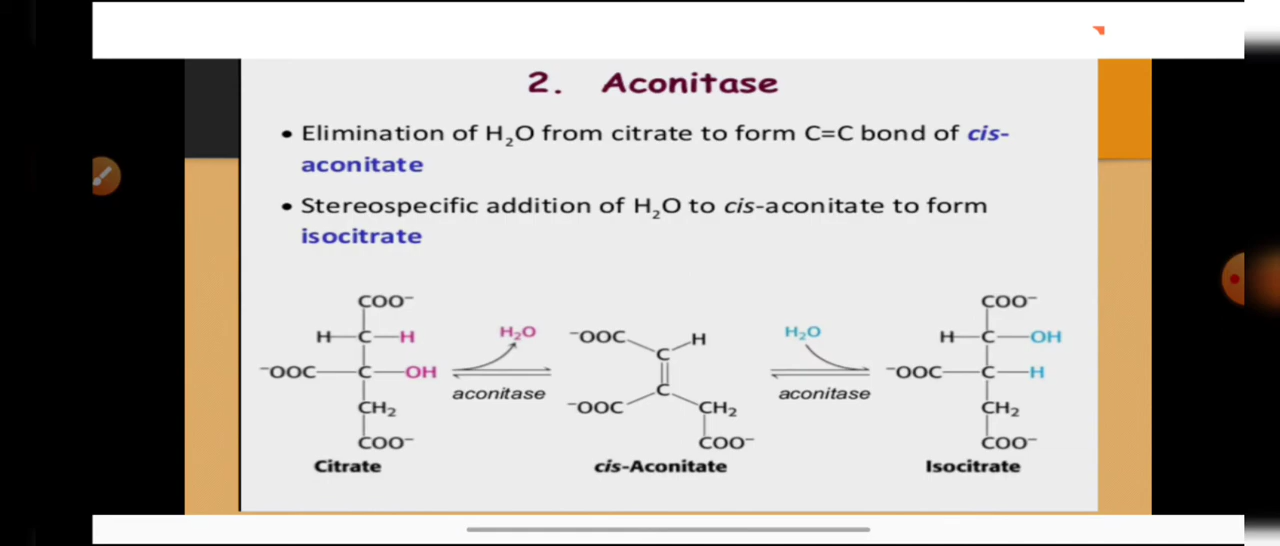 2. Aconitase
• Elimination of H₂O from citrate to form C=C bond of cis-
aconitate
• Stereospecific addition of H₂O to cis-aconitate to form
isocitrate
COO⁻
H—C—H
⁻OOC—C—OH
CH₂
COO⁻
Citrate
H₂O
aconitase
⁻OOC H
C
C
⁻OOC CH₂
COO⁻
cis-Aconitate
H₂O
aconitase
COO⁻
H—C—OH
⁻OOC—C—H
CH₂
COO⁻
Isocitrate